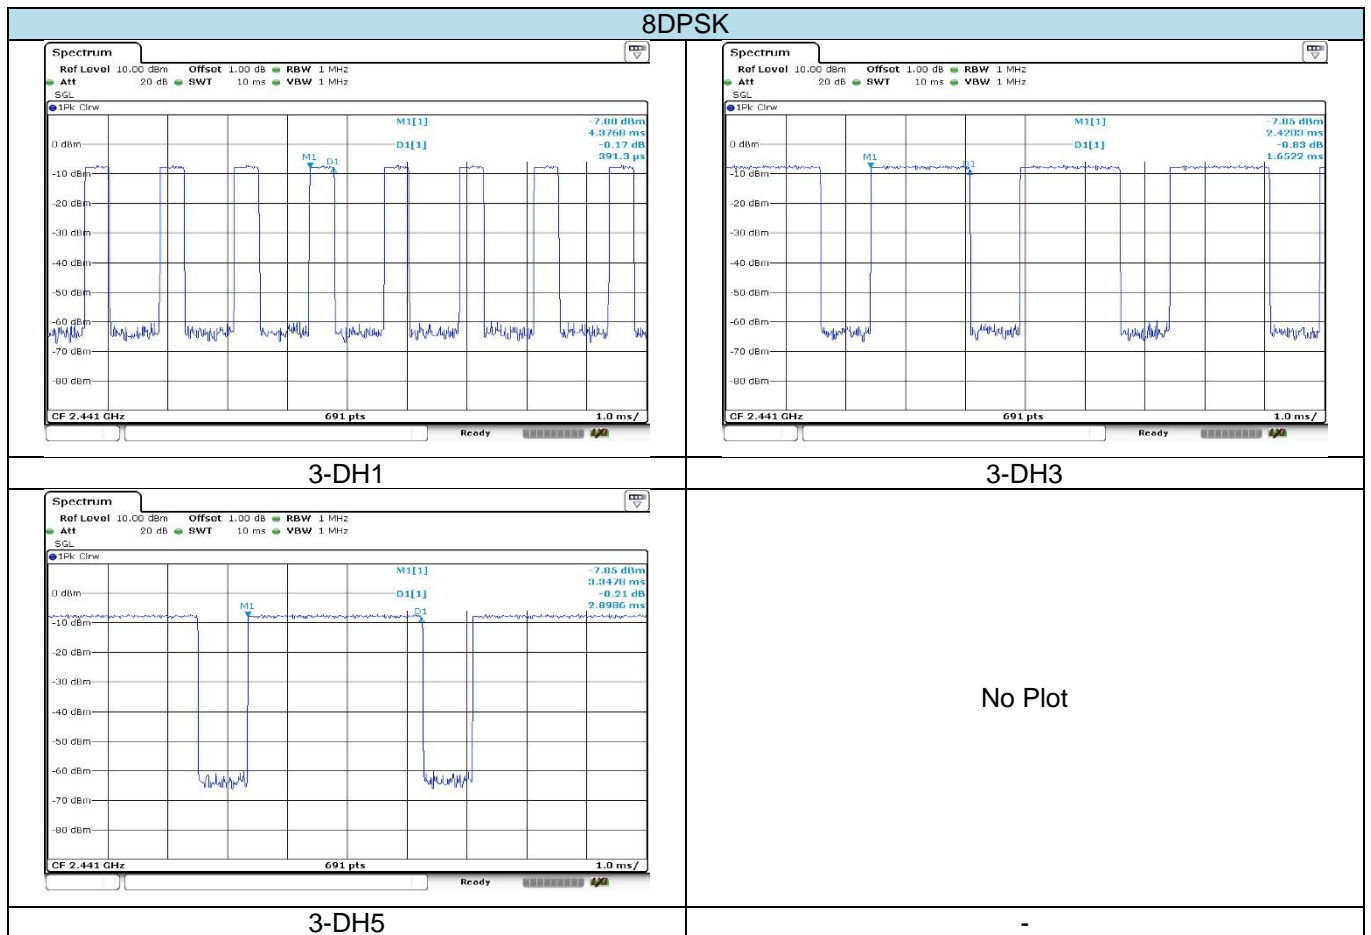 8DPSK
Spectrum
Ref Level 10.00 dBm Offset 1.00 dB RBW 1 MHz
Att 20 dB SWT 10 ms VBW 1 MHz
SGL
1Pk Clrw
M1[1] -7.80 dBm
4.3768 ms
0 dBm
D1[1] -0.17 dB
391.3 µs
M1 D1
-10 dBm
-20 dBm
-30 dBm
-40 dBm
-50 dBm
-60 dBm
-70 dBm
-80 dBm
CF 2.441 GHz 691 pts 1.0 ms/
Ready
3-DH1
Spectrum
Ref Level 10.00 dBm Offset 1.00 dB RBW 1 MHz
Att 20 dB SWT 10 ms VBW 1 MHz
SGL
1Pk Clrw
M1[1] -7.85 dBm
2.4203 ms
0 dBm
D1[1] -0.83 dB
1.6522 ms
M1 D1
-10 dBm
-20 dBm
-30 dBm
-40 dBm
-50 dBm
-60 dBm
-70 dBm
-80 dBm
CF 2.441 GHz 691 pts 1.0 ms/
Ready
3-DH3
Spectrum
Ref Level 10.00 dBm Offset 1.00 dB RBW 1 MHz
Att 20 dB SWT 10 ms VBW 1 MHz
SGL
1Pk Clrw
M1[1] -7.85 dBm
3.3478 ms
0 dBm
D1[1] -0.21 dB
2.8986 ms
M1 D1
-10 dBm
-20 dBm
-30 dBm
-40 dBm
-50 dBm
-60 dBm
-70 dBm
-80 dBm
CF 2.441 GHz 691 pts 1.0 ms/
Ready
3-DH5
No Plot
-